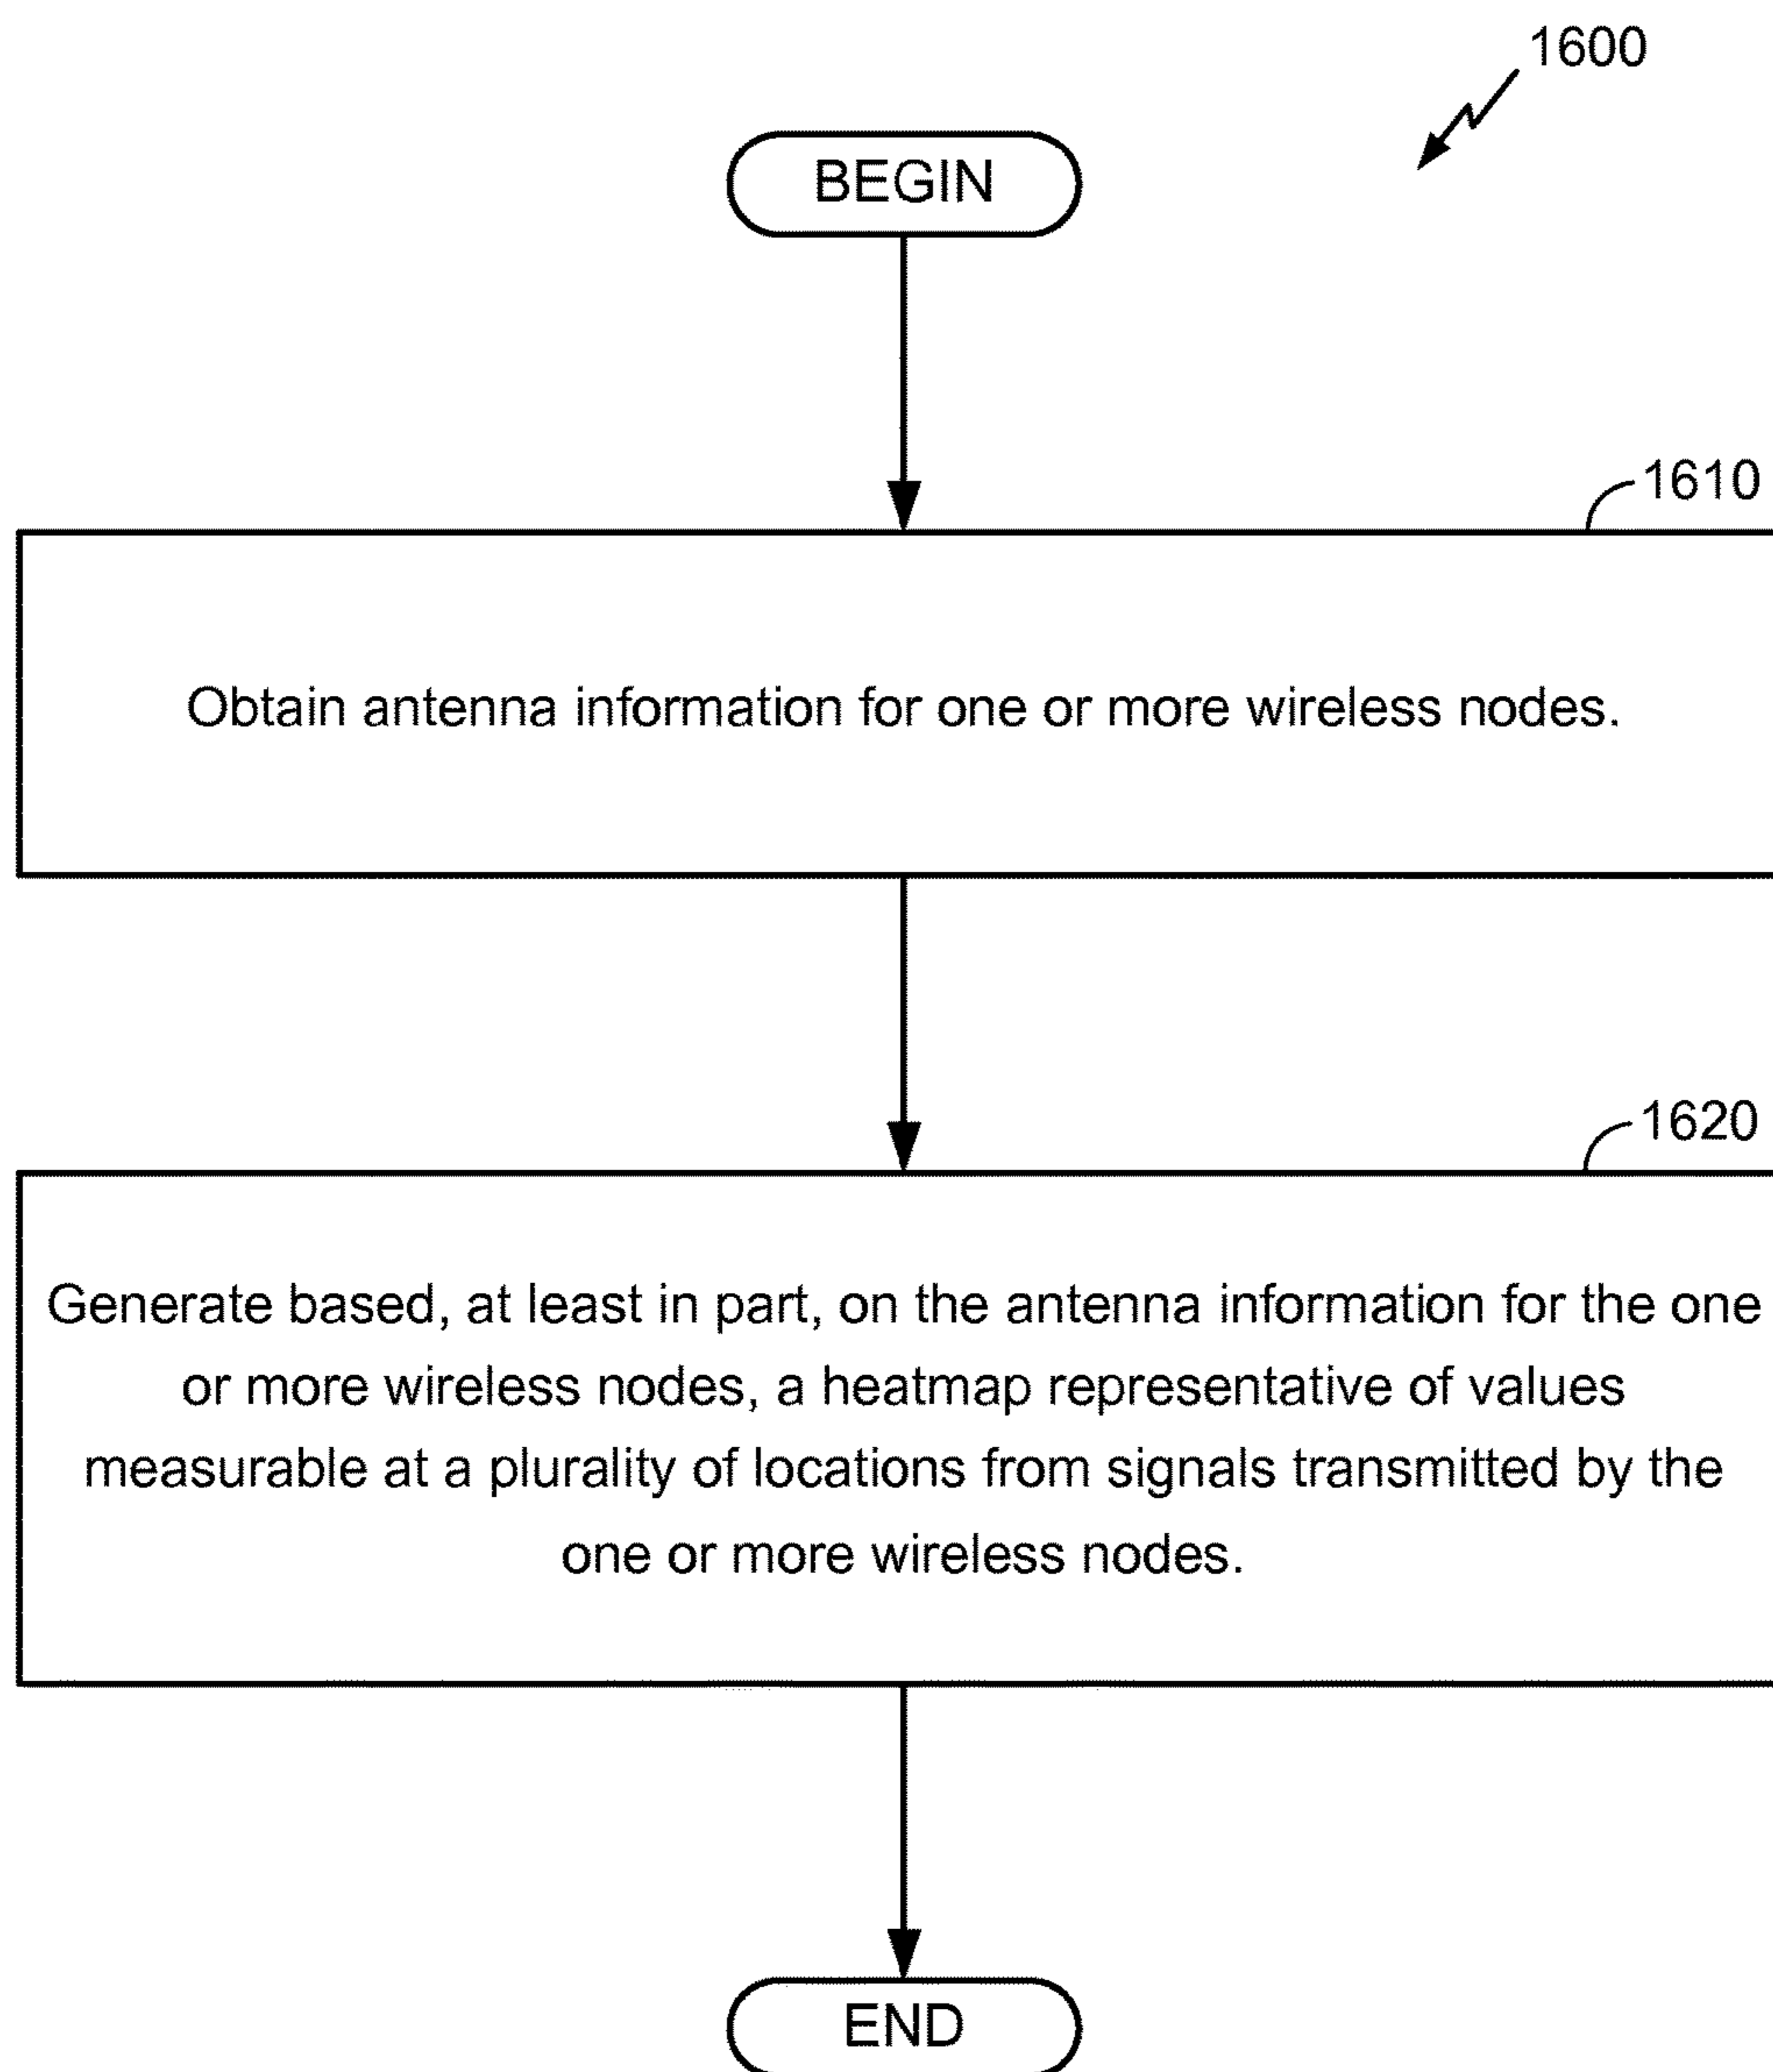 1600
BEGIN
1610
Obtain antenna information for one or more wireless nodes.
1620
Generate based, at least in part, on the antenna information for the one
or more wireless nodes, a heatmap representative of values
measurable at a plurality of locations from signals transmitted by the
one or more wireless nodes.
END